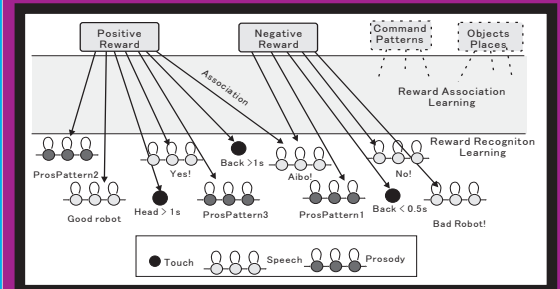 Positive
Reward
Negative
Reward
Command
Patterns
Objects
Places
Association
Reward Association
Learning
Reward Recogniton
Learning
ProsPattern2
Yes!
Back >1s
Aibo!
No!
Good robot
Head > 1s
ProsPattern3
ProsPattern1
Back < 0.5s
Bad Robot!
Touch
Speech
Prosody